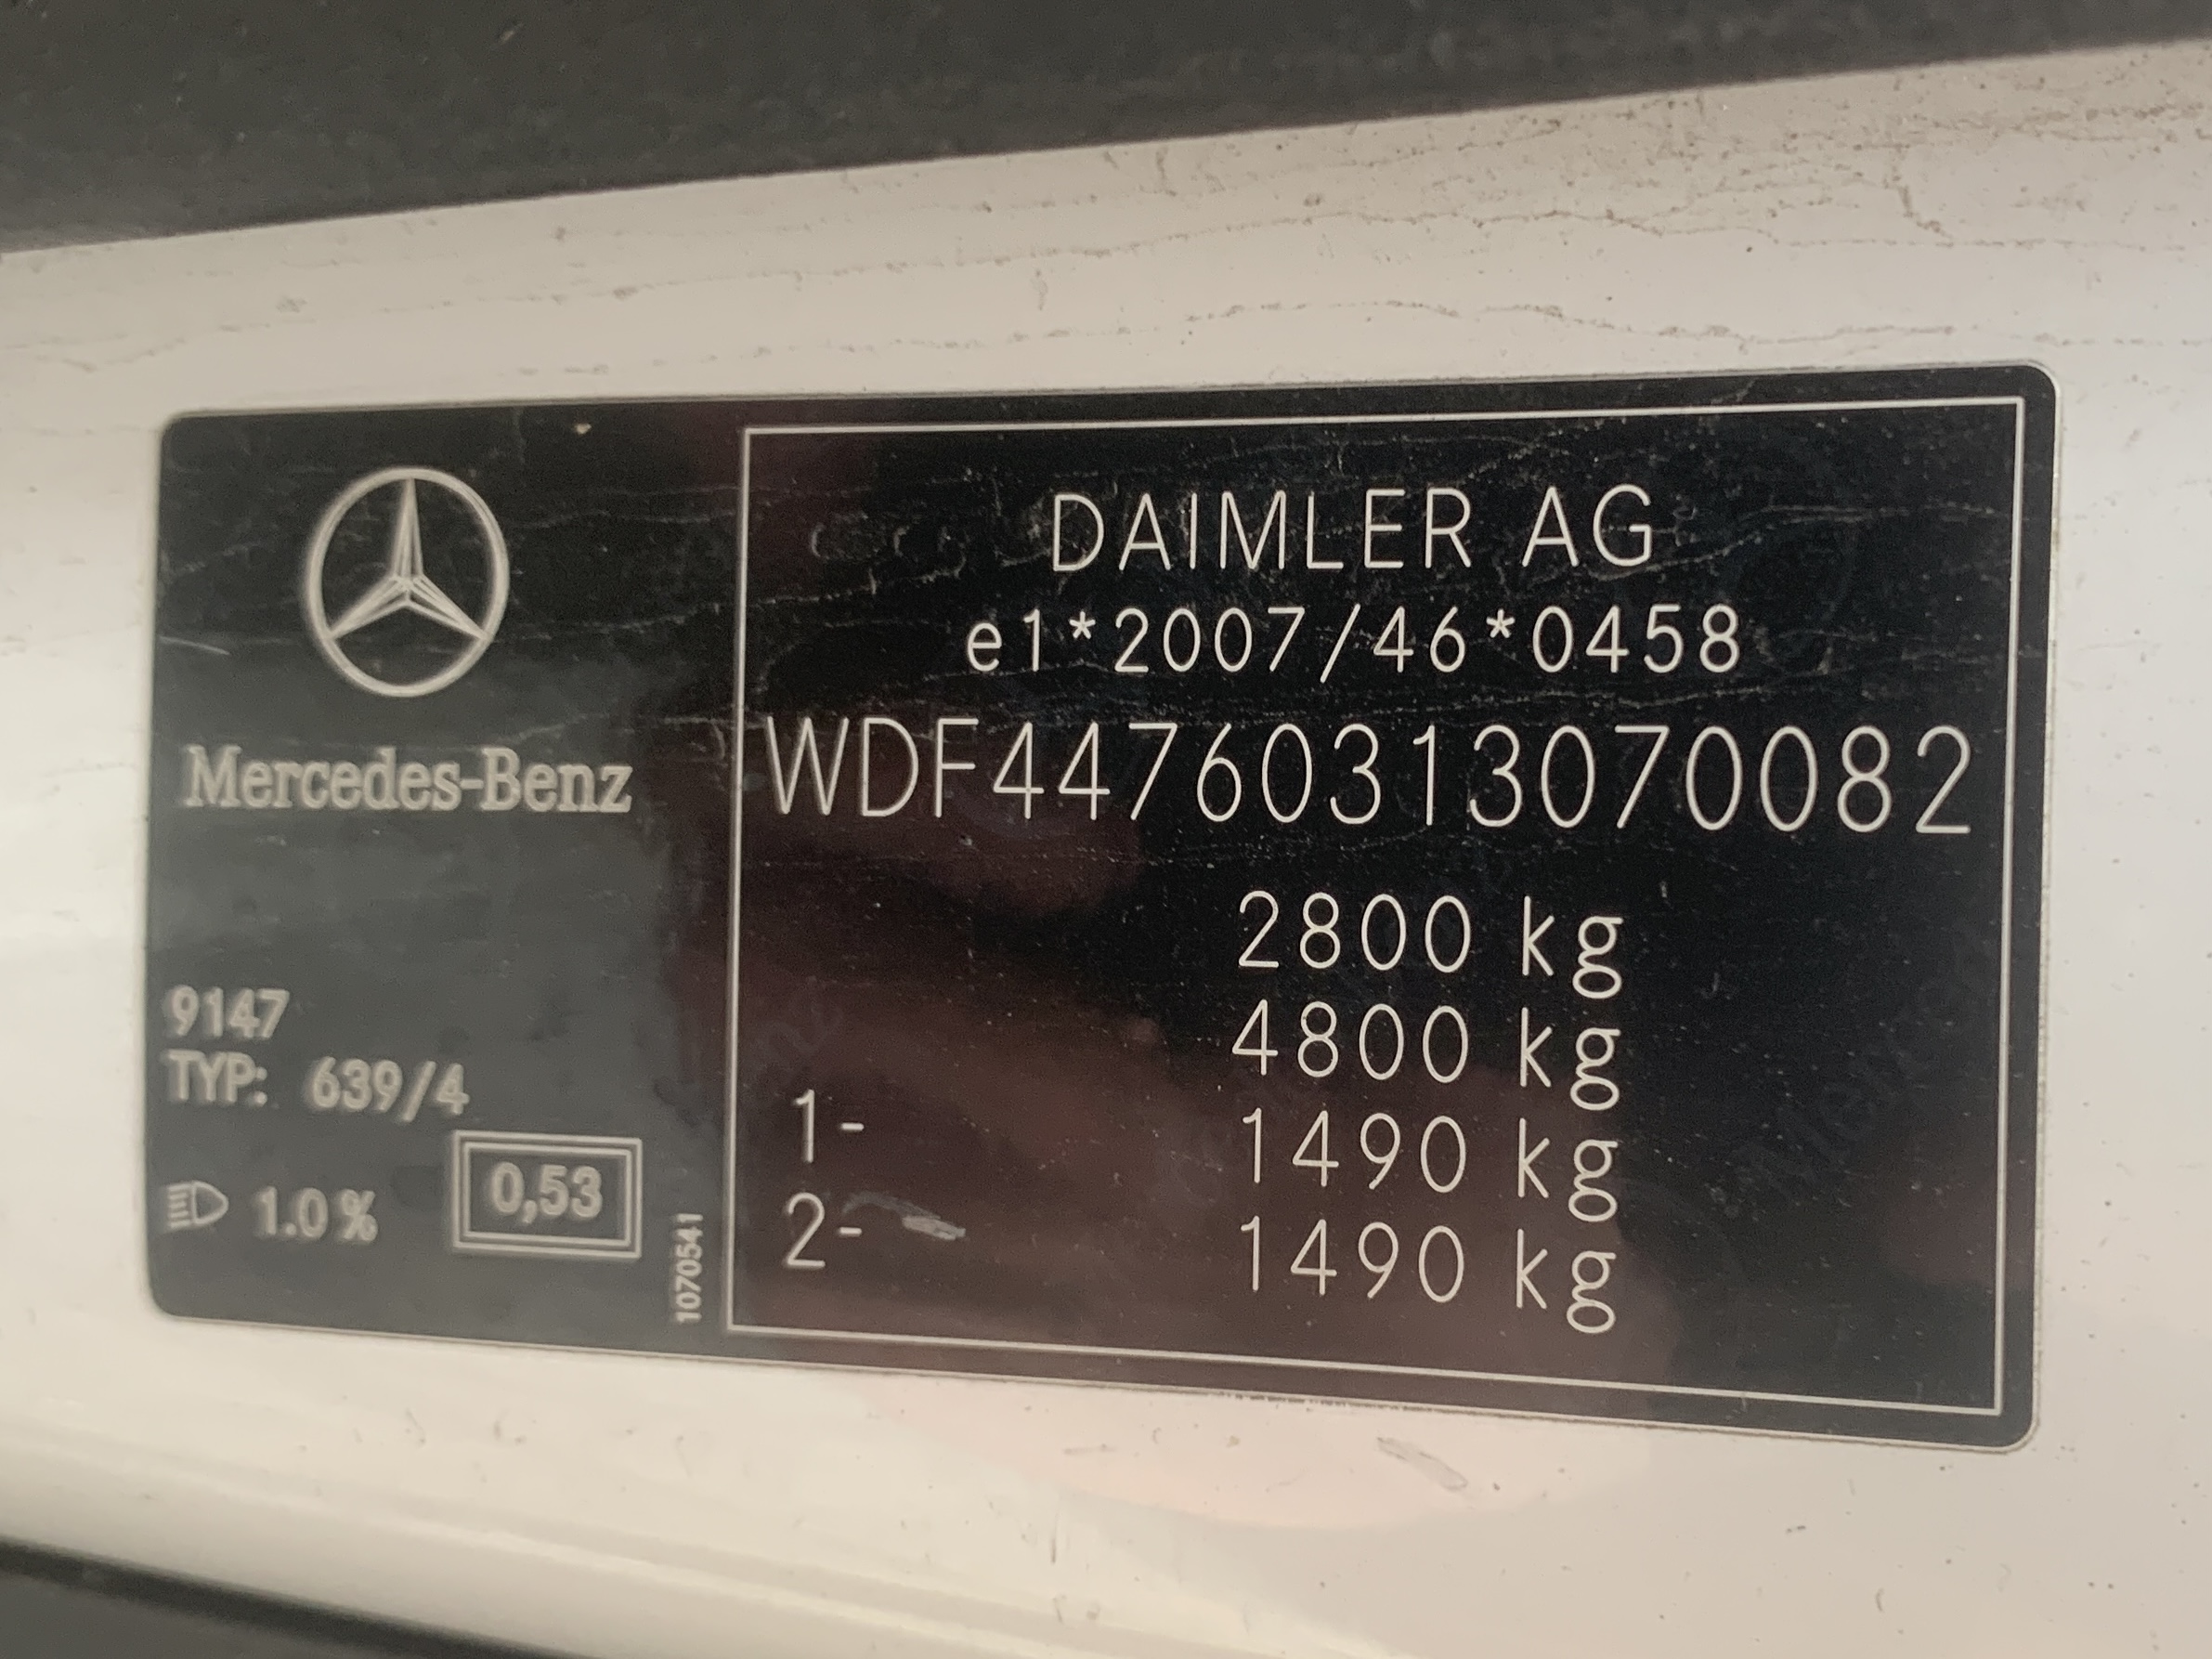 Mercedes-Benz
9147
TYP: 639/4
1.0%
0,53
1070541
DAIMLER AG
e1*2007/46*0458
WDF44760313070082
2800 kg
4800 kg
1- 1490 kg
2- 1490 kg